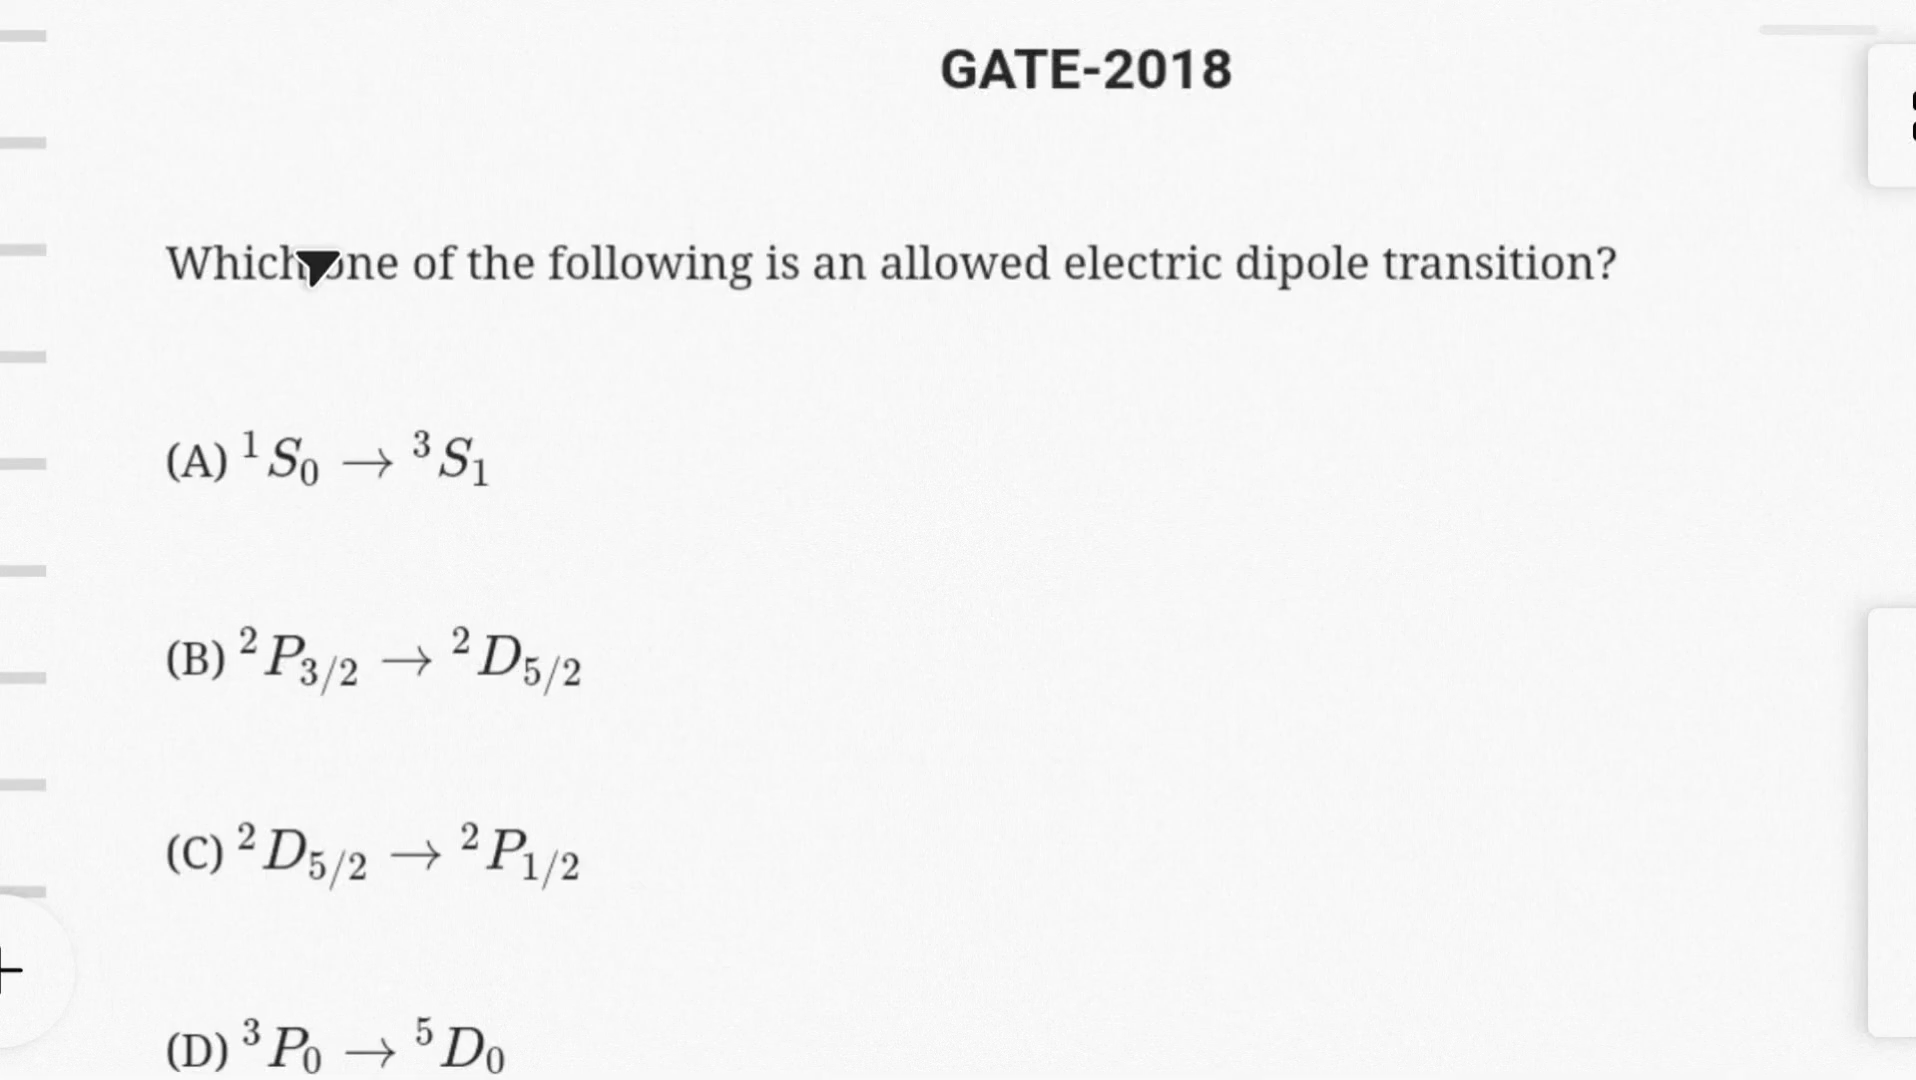 GATE-2018
Which one of the following is an allowed electric dipole transition?
(A) ¹S₀ → ³S₁
(B) ²P₃/₂ → ²D₅/₂
(C) ²D₅/₂ → ²P₁/₂
(D) ³P₀ → ⁵D₀